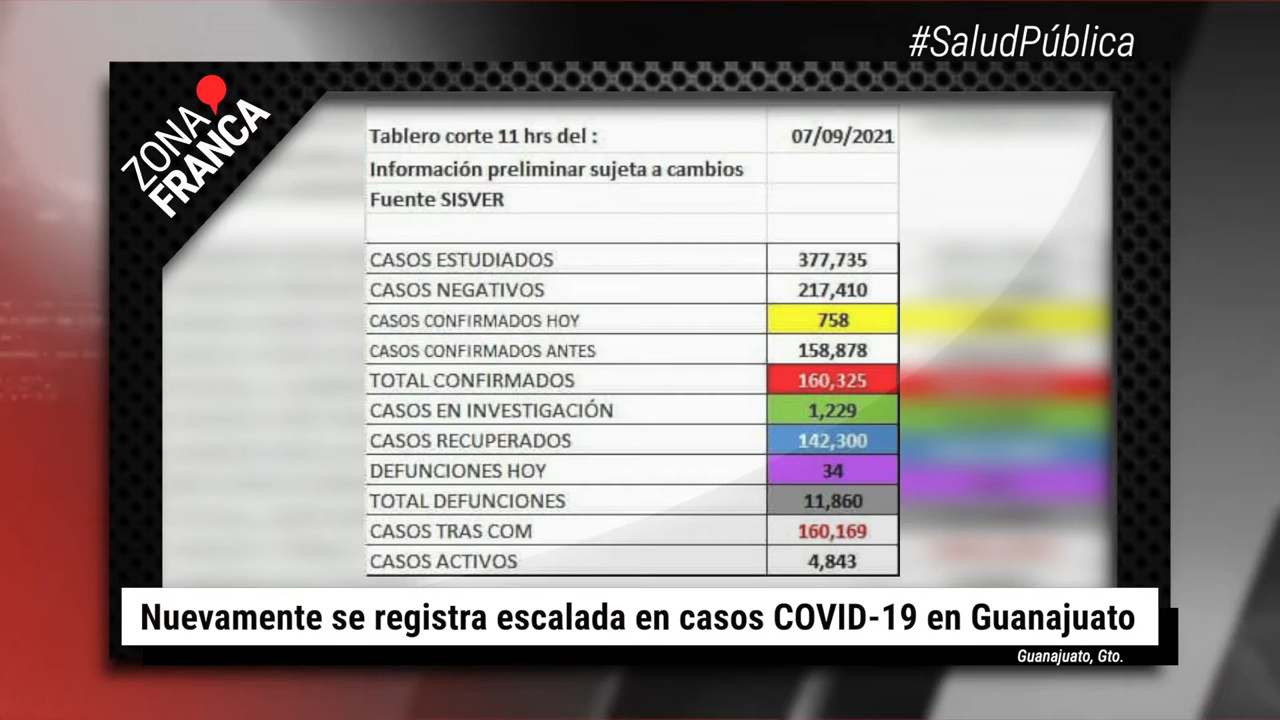 #SaludPública
ZONA
FRANCA
Tablero corte 11 hrs del : 07/09/2021
Información preliminar sujeta a cambios
Fuente SISVER
CASOS ESTUDIADOS 377,735
CASOS NEGATIVOS 217,410
CASOS CONFIRMADOS HOY 758
CASOS CONFIRMADOS ANTES 158,878
TOTAL CONFIRMADOS 160,325
CASOS EN INVESTIGACIÓN 1,229
CASOS RECUPERADOS 142,300
DEFUNCIONES HOY 34
TOTAL DEFUNCIONES 11,860
CASOS TRAS COM 160,169
CASOS ACTIVOS 4,843
Nuevamente se registra escalada en casos COVID-19 en Guanajuato
Guanajuato, Gto.